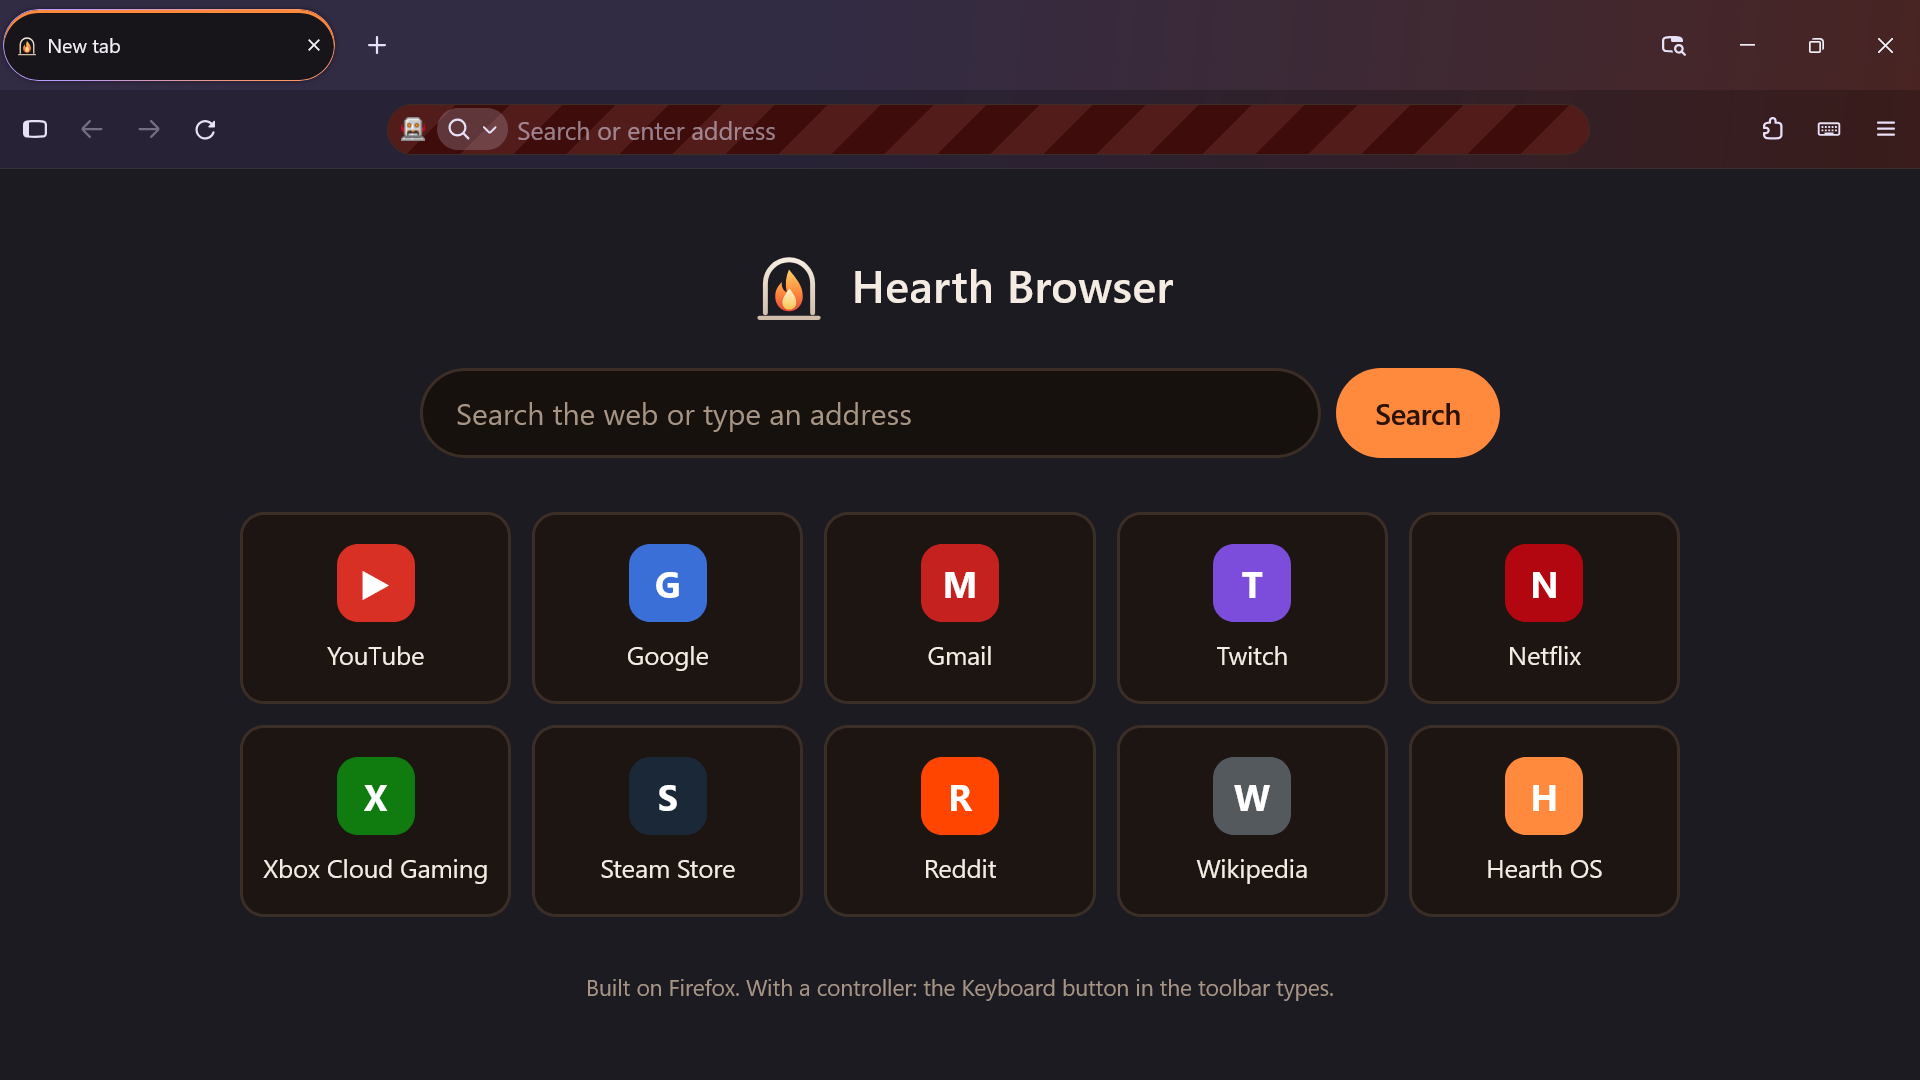 New tab
Search or enter address
Hearth Browser
Search the web or type an address
Search
G
M
T
N
YouTube
Google
Gmail
Twitch
Netflix
X
S
R
W
H
Xbox Cloud Gaming
Steam Store
Reddit
Wikipedia
Hearth OS
Built on Firefox. With a controller: the Keyboard button in the toolbar types.